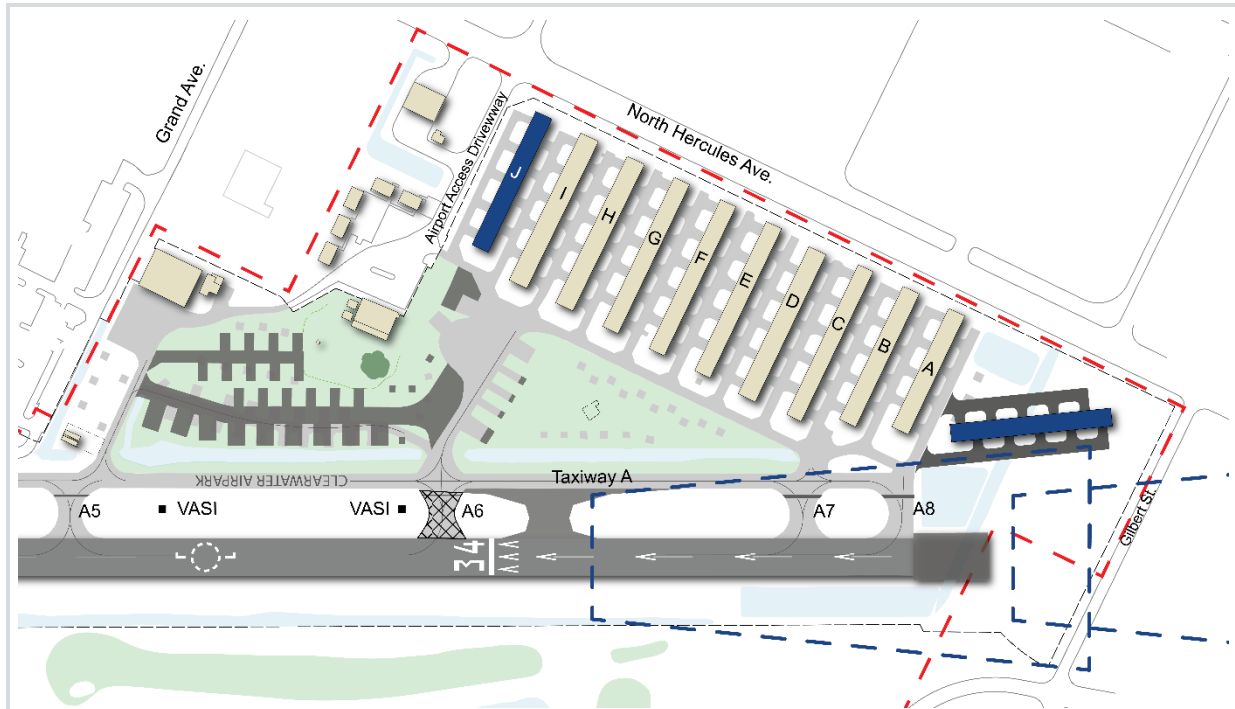 Grand Ave.
North Hercules Ave.
Airport Access Drivewway
J
I
H
G
F
E
D
C
B
A
Taxiway A
CLEARWATER AIRPARK
A5
VASI
VASI
A6
A7
A8
34
Gilbert St.